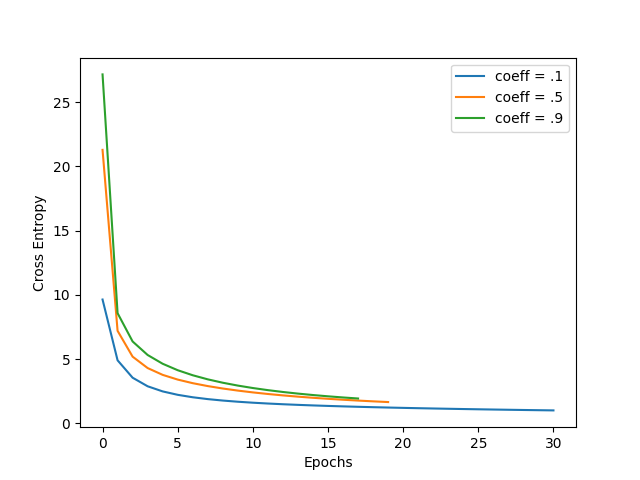 coeff = .1
coeff = .5
coeff = .9
25
20
15
10
5
0
Cross Entropy
0 5 10 15 20 25 30
Epochs